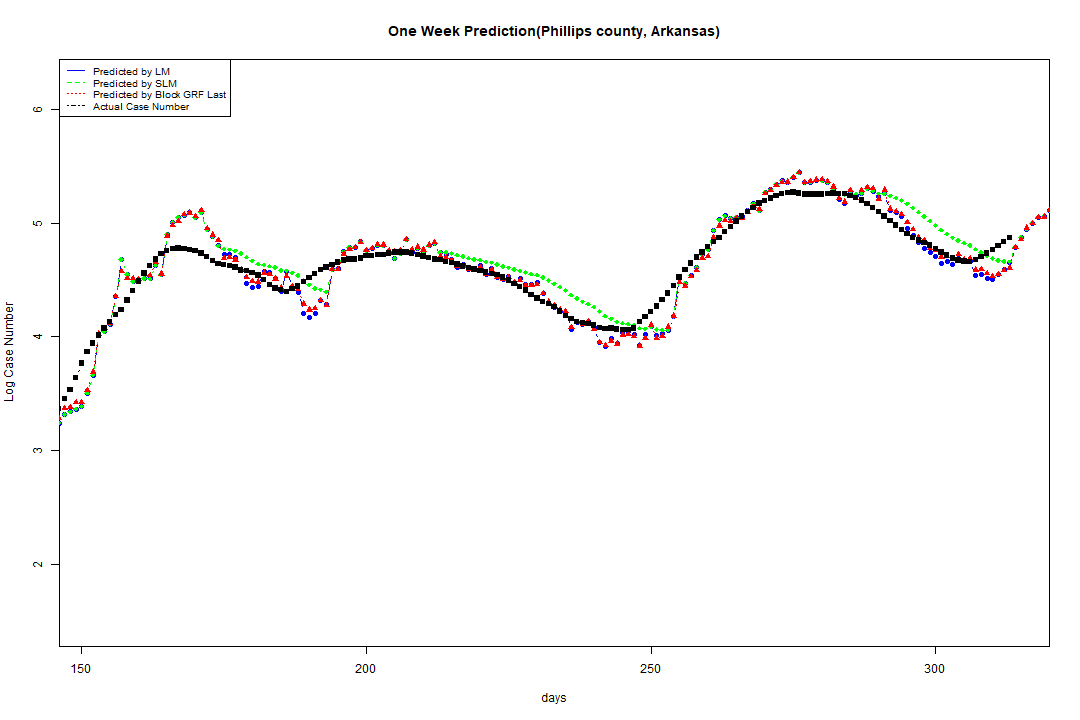 One Week Prediction(Phillips county, Arkansas)
Predicted by LM
Predicted by SLM
Predicted by Block GRF Last
Actual Case Number
6
5
4
3
2
Log Case Number
150
200
250
300
days